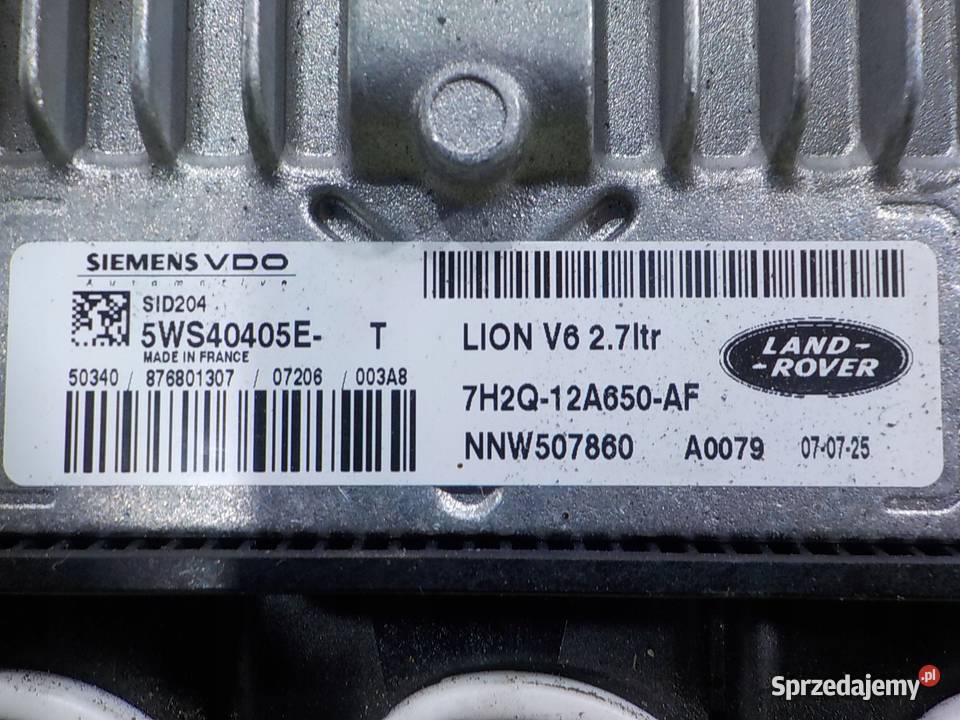 SIEMENS VDO
Automotive
SID204
5WS40405E- T
MADE IN FRANCE
50340 / 876801307 / 07206 / 003A8
LION V6 2.7ltr
LAND-
-ROVER
7H2Q-12A650-AF
NNW507860 A0079 07-07-25
Sprzedajemy.pl